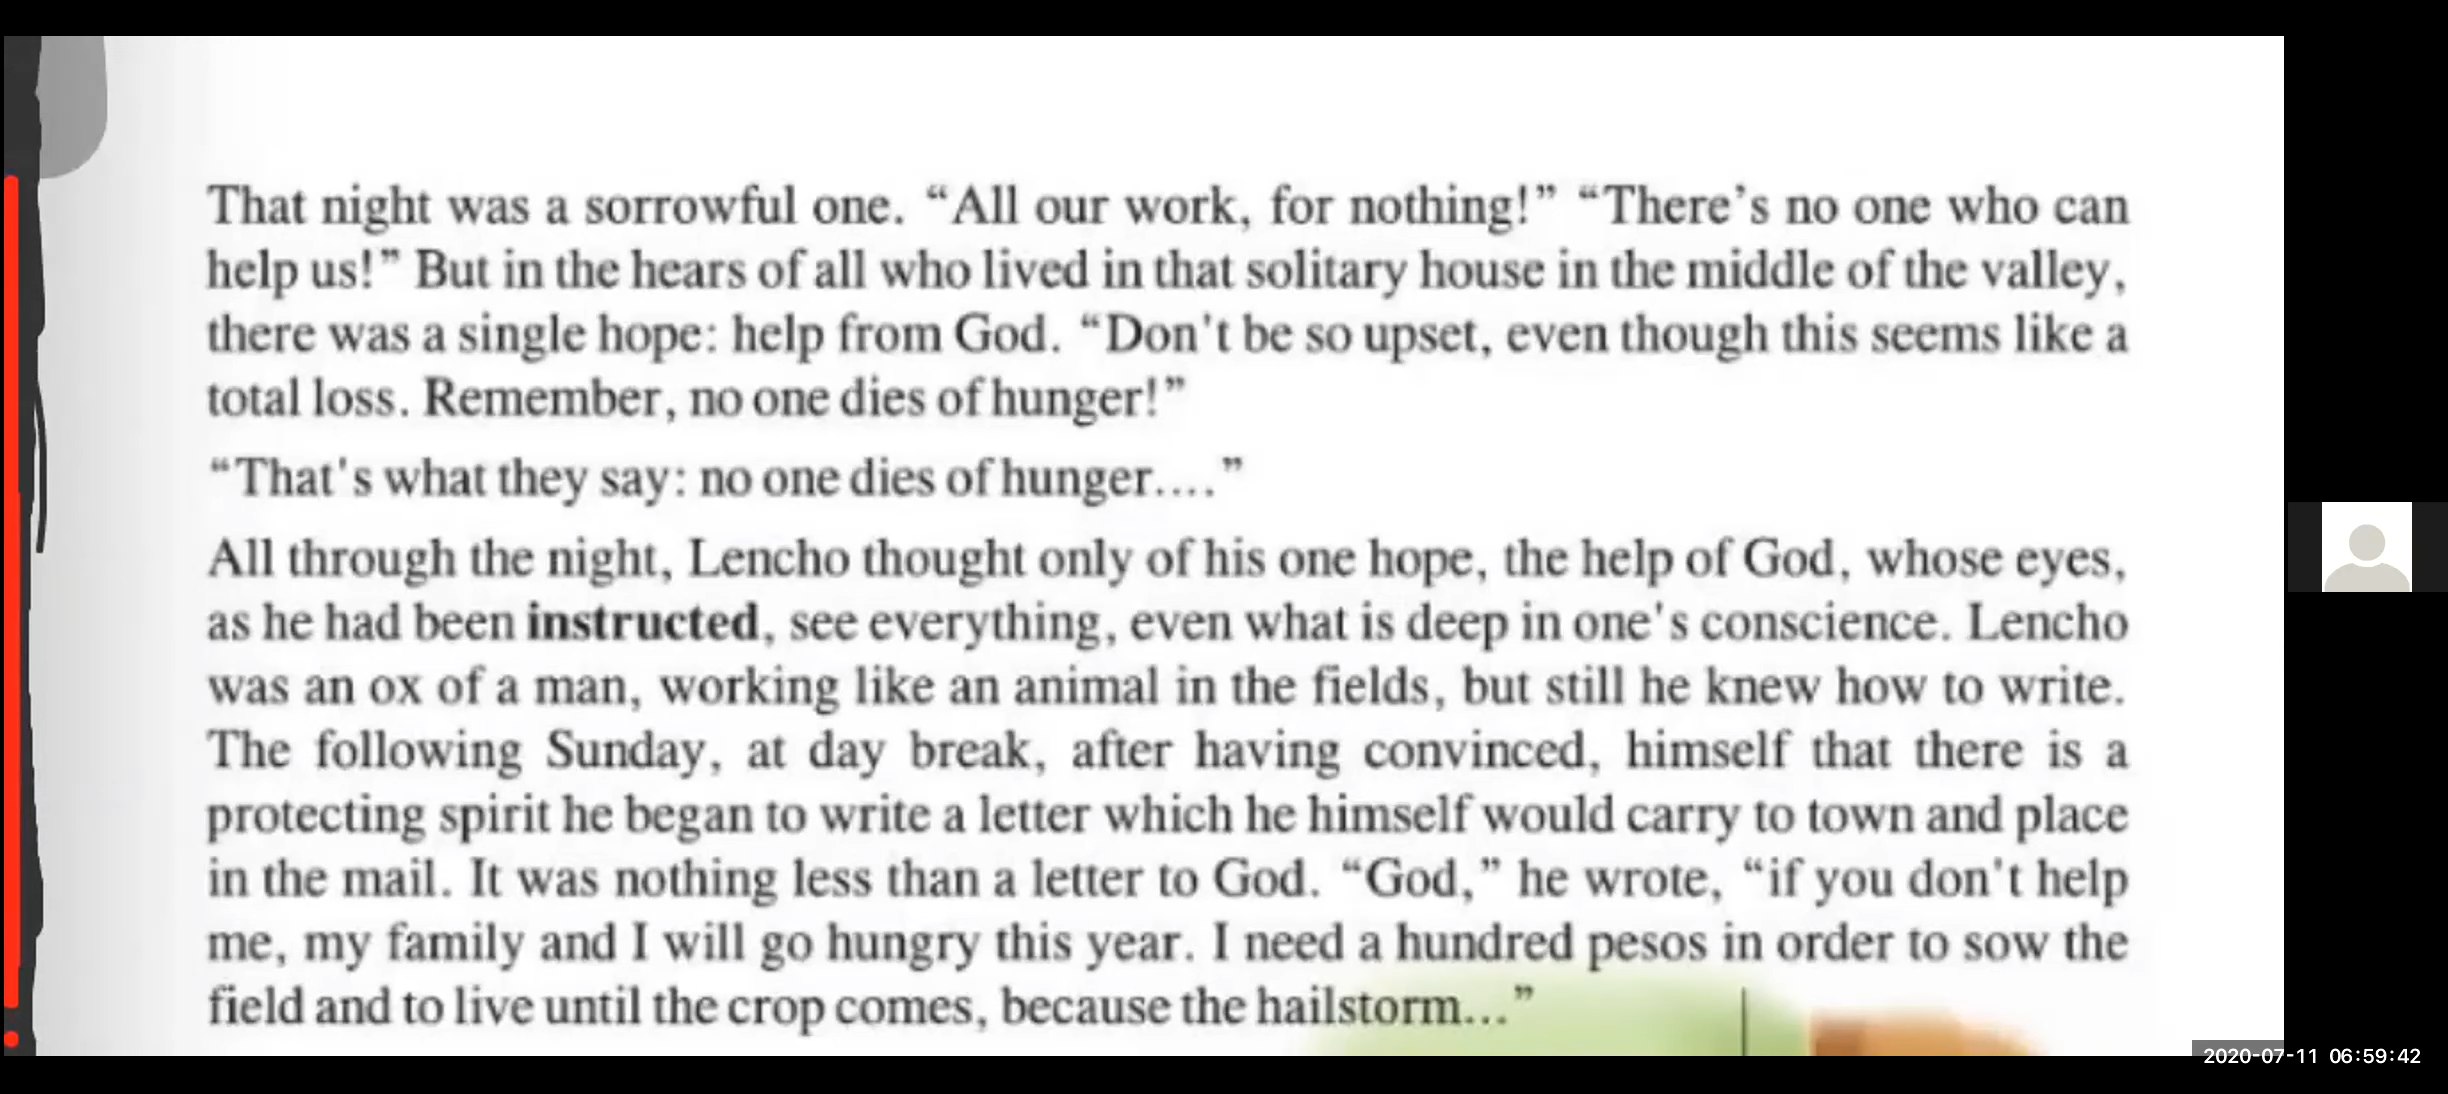 That night was a sorrowful one. “All our work, for nothing!” “There’s no one who can
help us!” But in the hears of all who lived in that solitary house in the middle of the valley,
there was a single hope: help from God. “Don't be so upset, even though this seems like a
total loss. Remember, no one dies of hunger!”
“That's what they say: no one dies of hunger....”
All through the night, Lencho thought only of his one hope, the help of God, whose eyes,
as he had been instructed, see everything, even what is deep in one's conscience. Lencho
was an ox of a man, working like an animal in the fields, but still he knew how to write.
The following Sunday, at day break, after having convinced, himself that there is a
protecting spirit he began to write a letter which he himself would carry to town and place
in the mail. It was nothing less than a letter to God. “God,” he wrote, “if you don't help
me, my family and I will go hungry this year. I need a hundred pesos in order to sow the
field and to live until the crop comes, because the hailstorm...”
2020-07-11 06:59:42